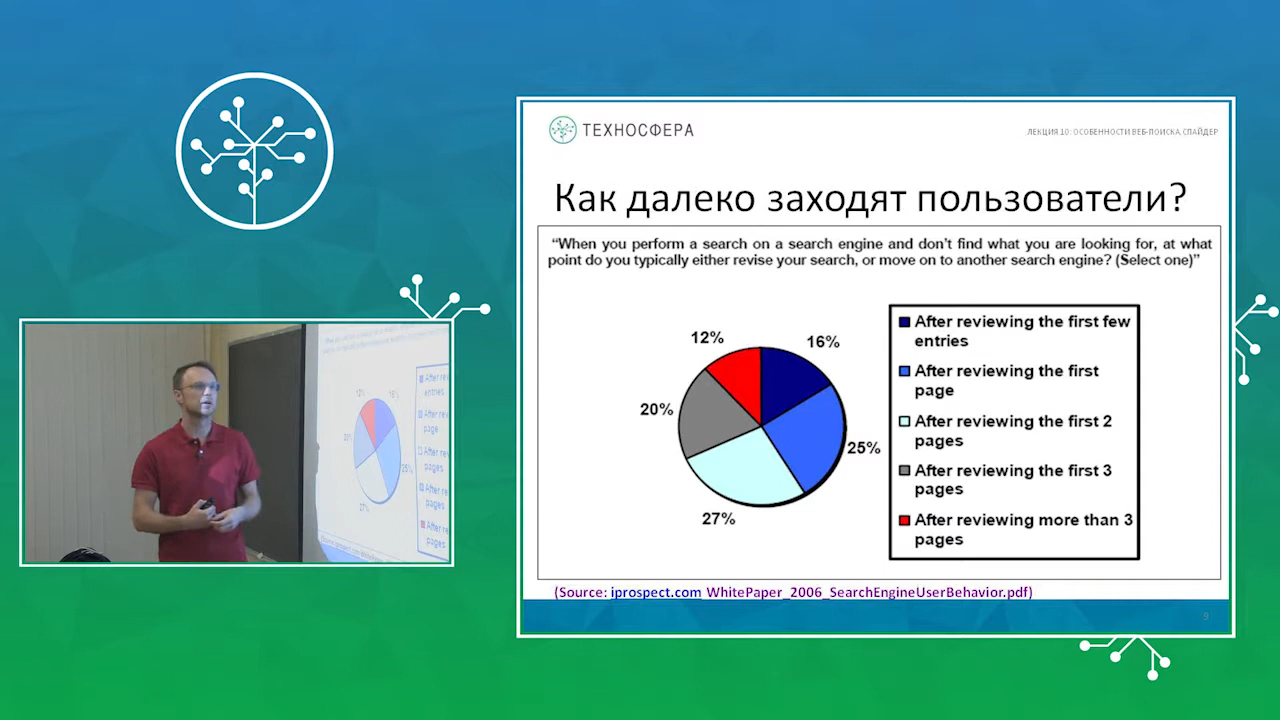 ТЕХНОСФЕРА
ЛЕКЦИЯ 10: ОСОБЕННОСТИ ВЕБ-ПОИСКА. СПАЙДЕР
Как далеко заходят пользователи?
“When you perform a search on a search engine and don’t find what you are looking for, at what
point do you typically either revise your search, or move on to another search engine? (Select one)”
12%
16%
20%
25%
27%
After reviewing the first few
entries
After reviewing the first
page
After reviewing the first 2
pages
After reviewing the first 3
pages
After reviewing more than 3
pages
(Source: iprospect.com WhitePaper_2006_SearchEngineUserBehavior.pdf)
9